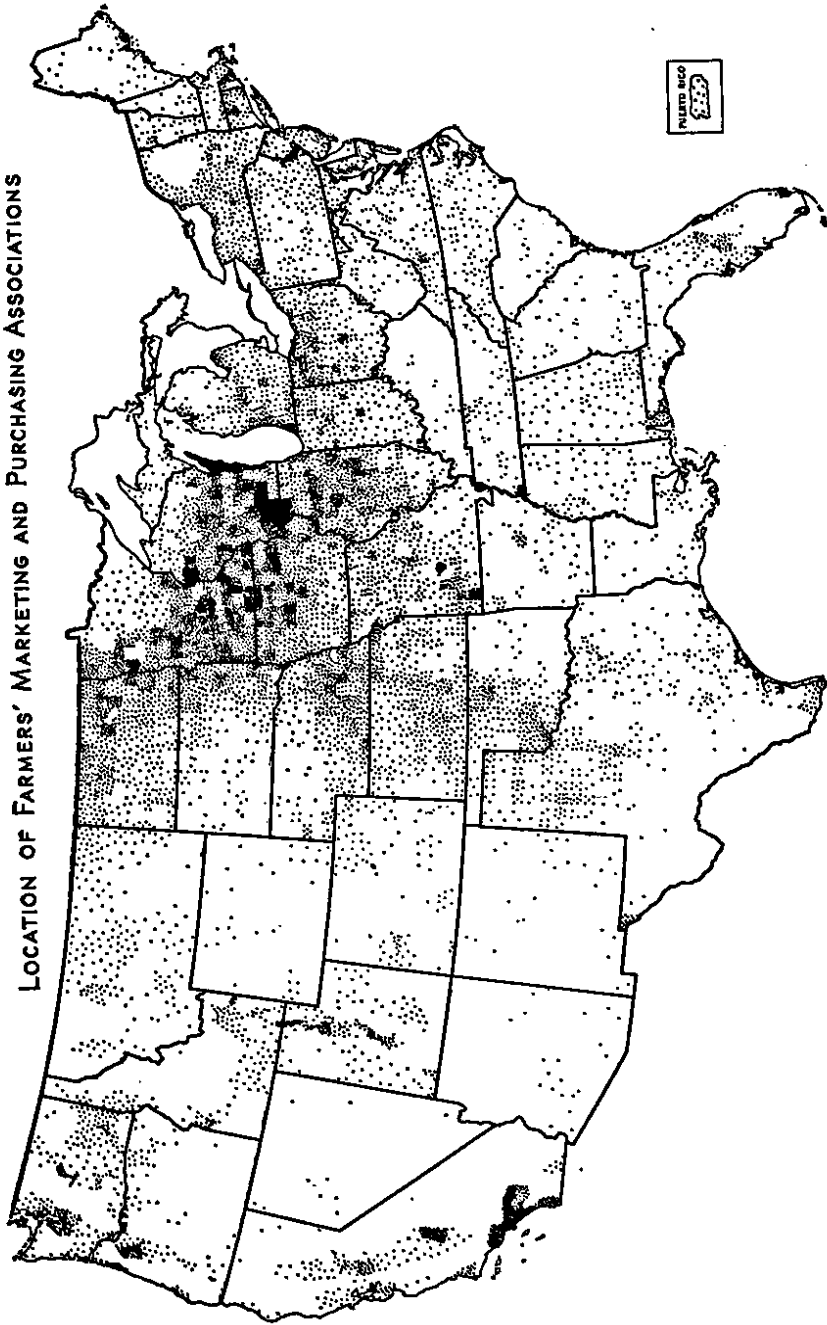 LOCATION OF FARMERS' MARKETING AND PURCHASING ASSOCIATIONS
PUERTO RICO